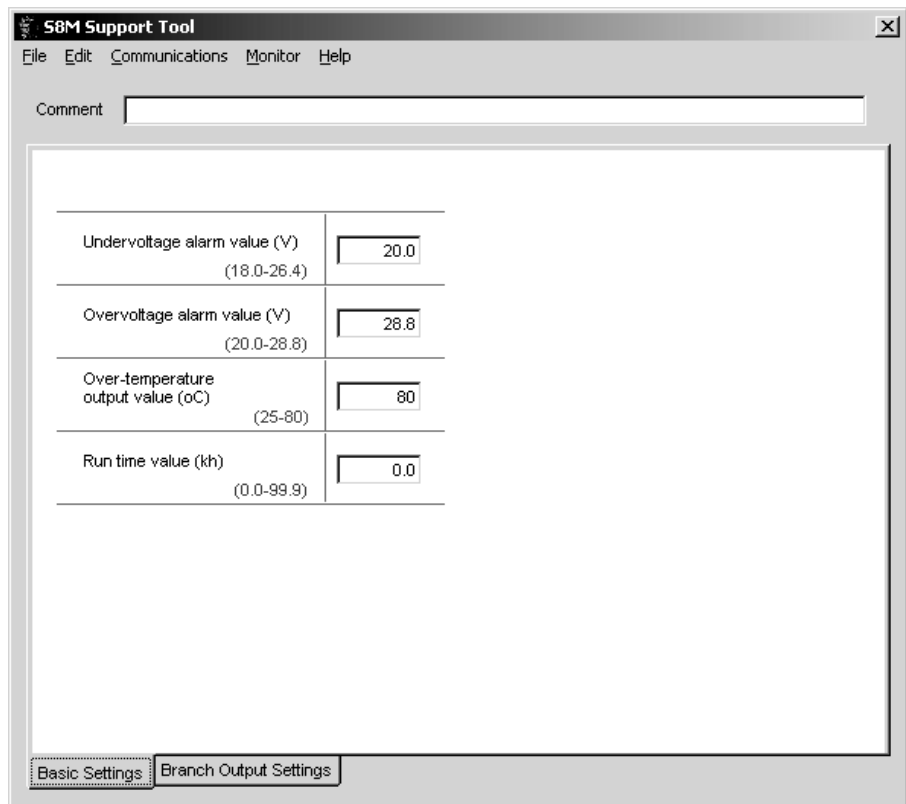 S8M Support Tool
File Edit Communications Monitor Help
Comment
Undervoltage alarm value (V)
20.0
(18.0-26.4)
Overvoltage alarm value (V)
28.8
(20.0-28.8)
Over-temperature
output value (oC)
80
(25-80)
Run time value (kh)
0.0
(0.0-99.9)
Basic Settings Branch Output Settings